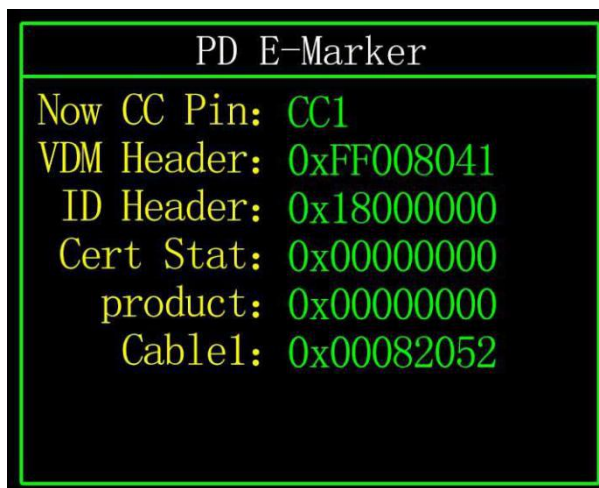 PD E-Marker
Now CC Pin: CC1
VDM Header: 0xFF008041
ID Header: 0x18000000
Cert Stat: 0x00000000
product: 0x00000000
Cable1: 0x00082052